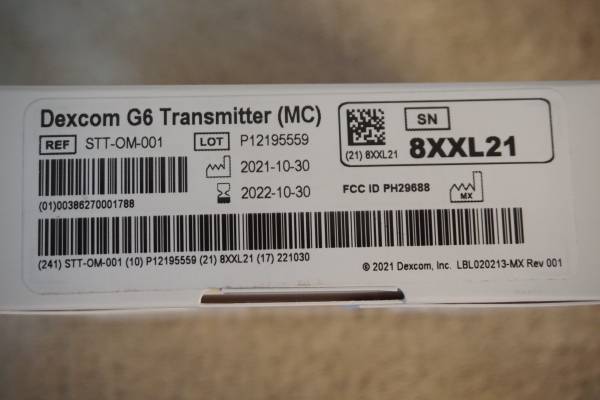 Dexcom G6 Transmitter (MC)
REF STT-OM-001
LOT P12195559
2021-10-30
2022-10-30
(01)00386270001788
SN
(21) 8XXL21
8XXL21
FCC ID PH29688
MX
(241) STT-OM-001 (10) P12195559 (21) 8XXL21 (17) 221030
© 2021 Dexcom, Inc. LBL020213-MX Rev 001